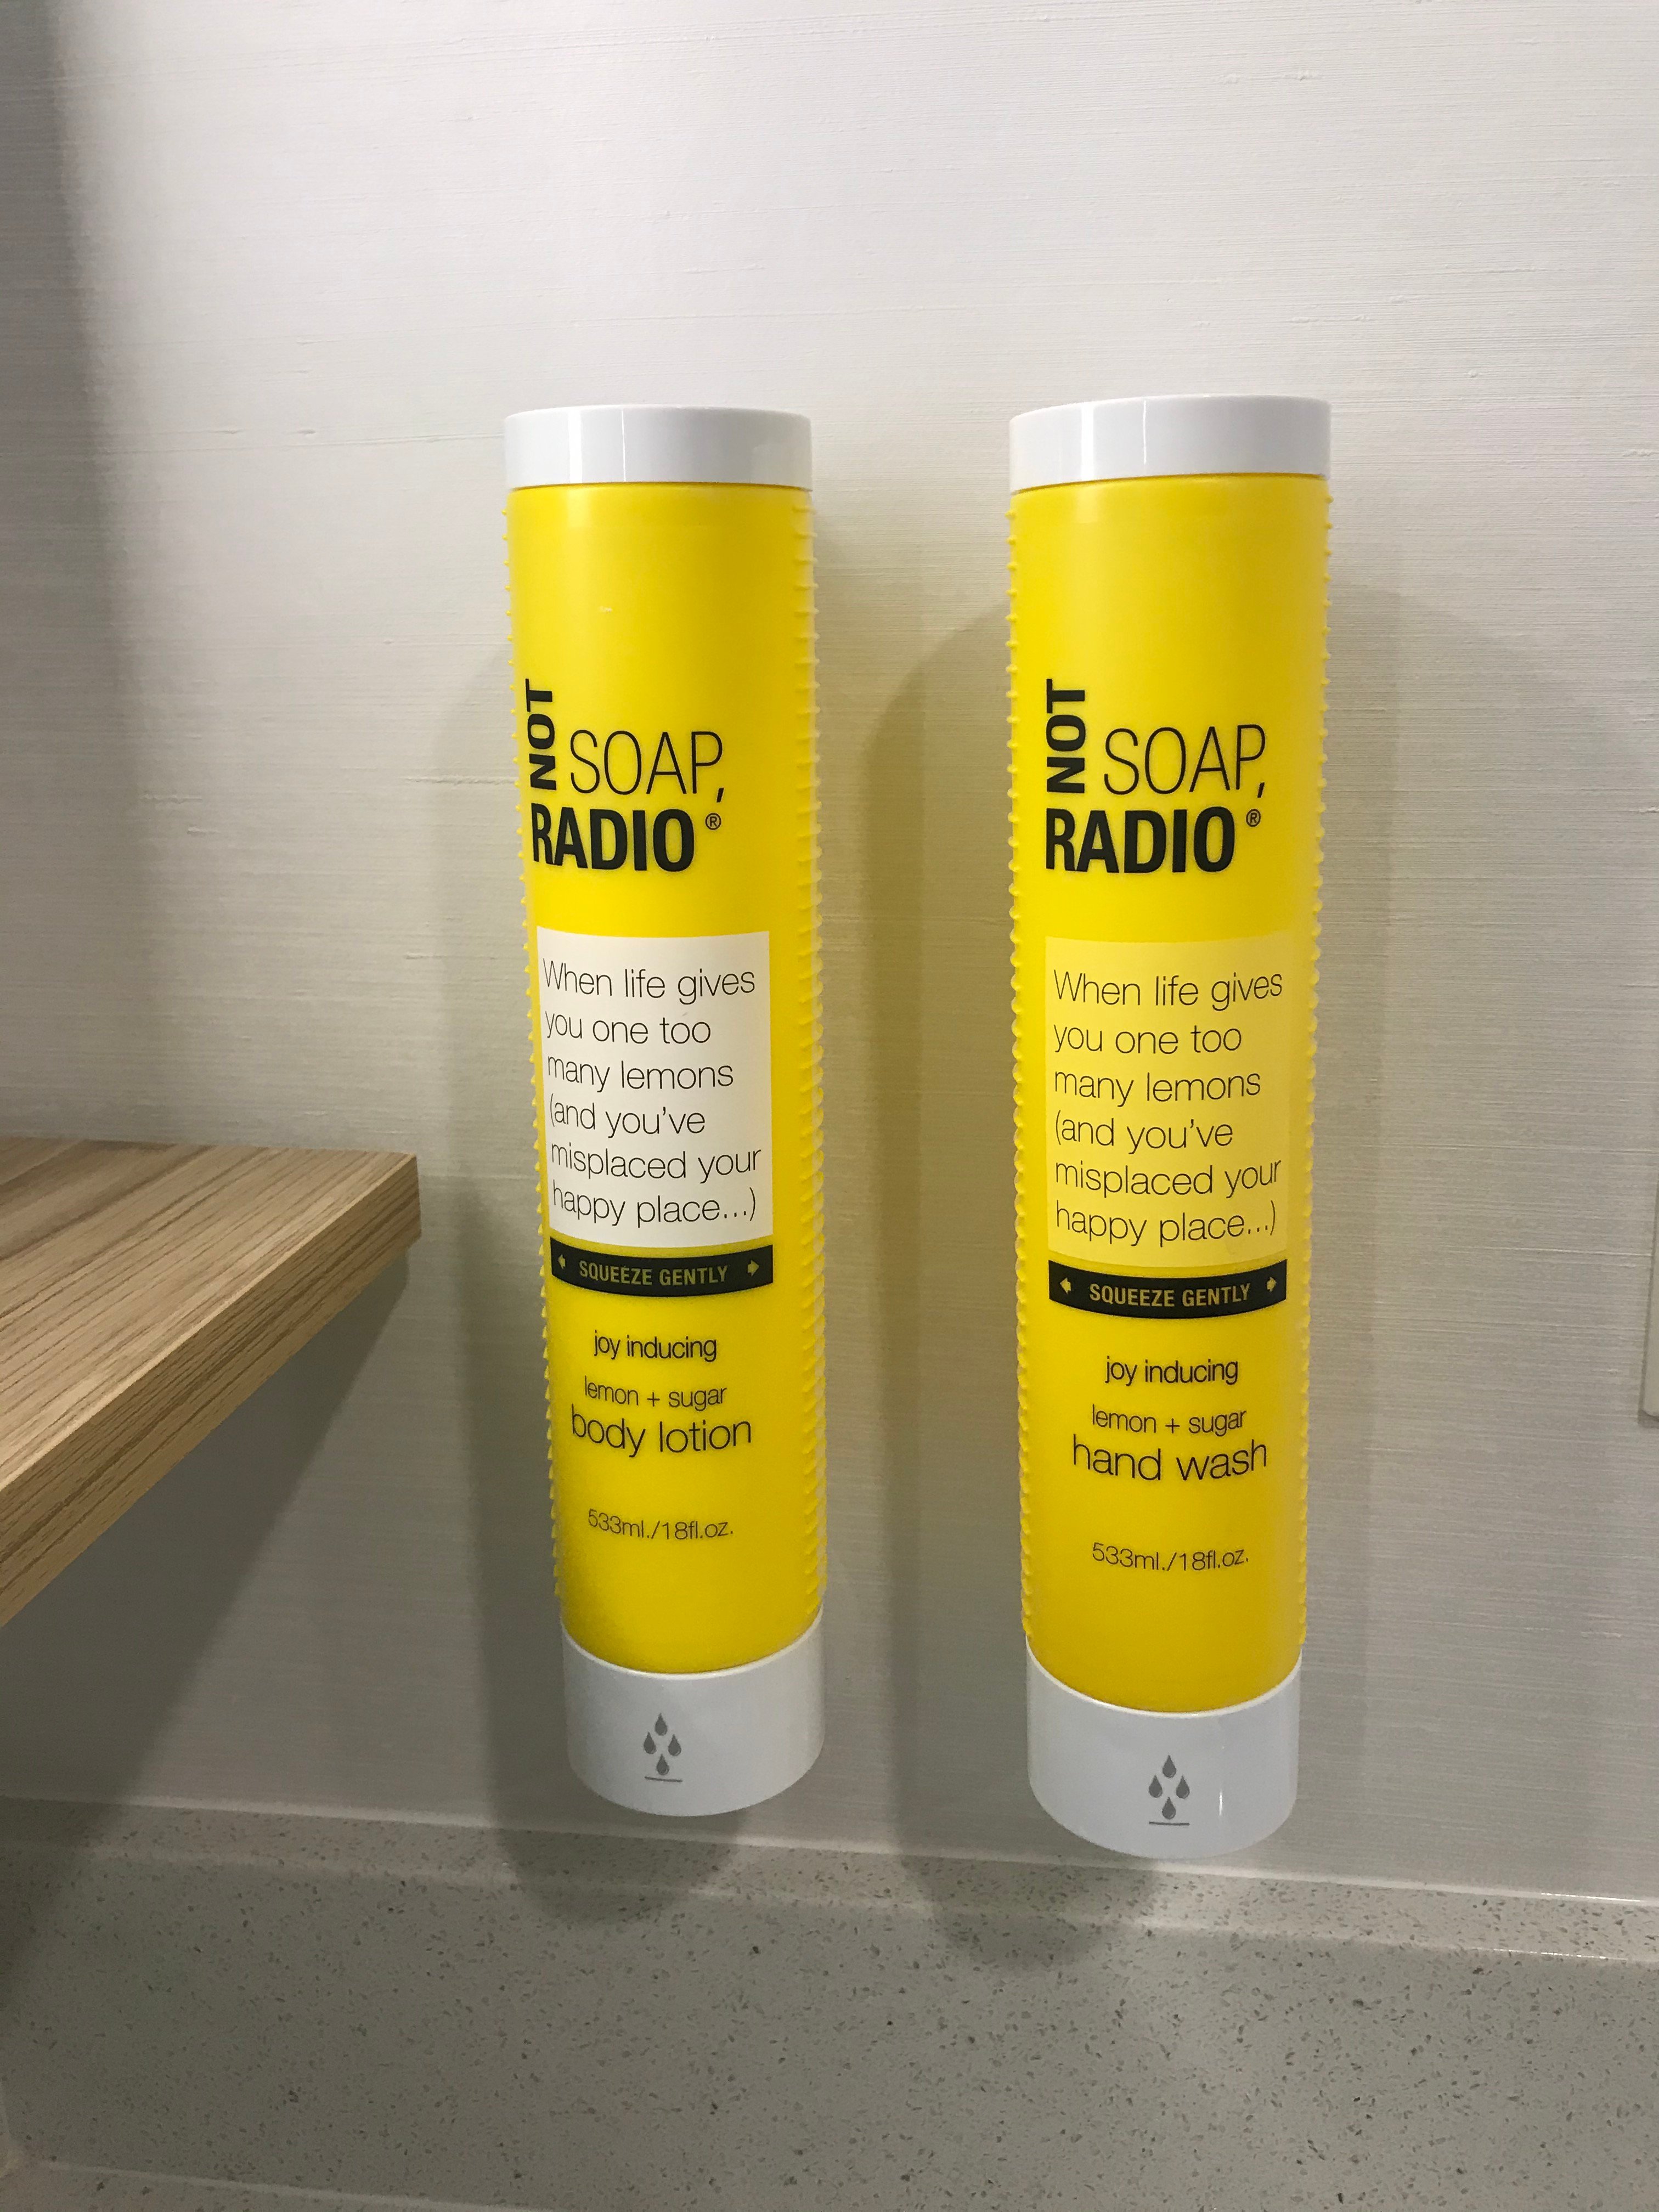 NOT
SOAP,
RADIO®
When life gives
you one too
many lemons
(and you've
misplaced your
happy place...)
SQUEEZE GENTLY
joy inducing
lemon + sugar
body lotion
533ml./18fl.oz.
NOT
SOAP,
RADIO®
When life gives
you one too
many lemons
(and you've
misplaced your
happy place...)
SQUEEZE GENTLY
joy inducing
lemon + sugar
hand wash
533ml./18fl.oz.